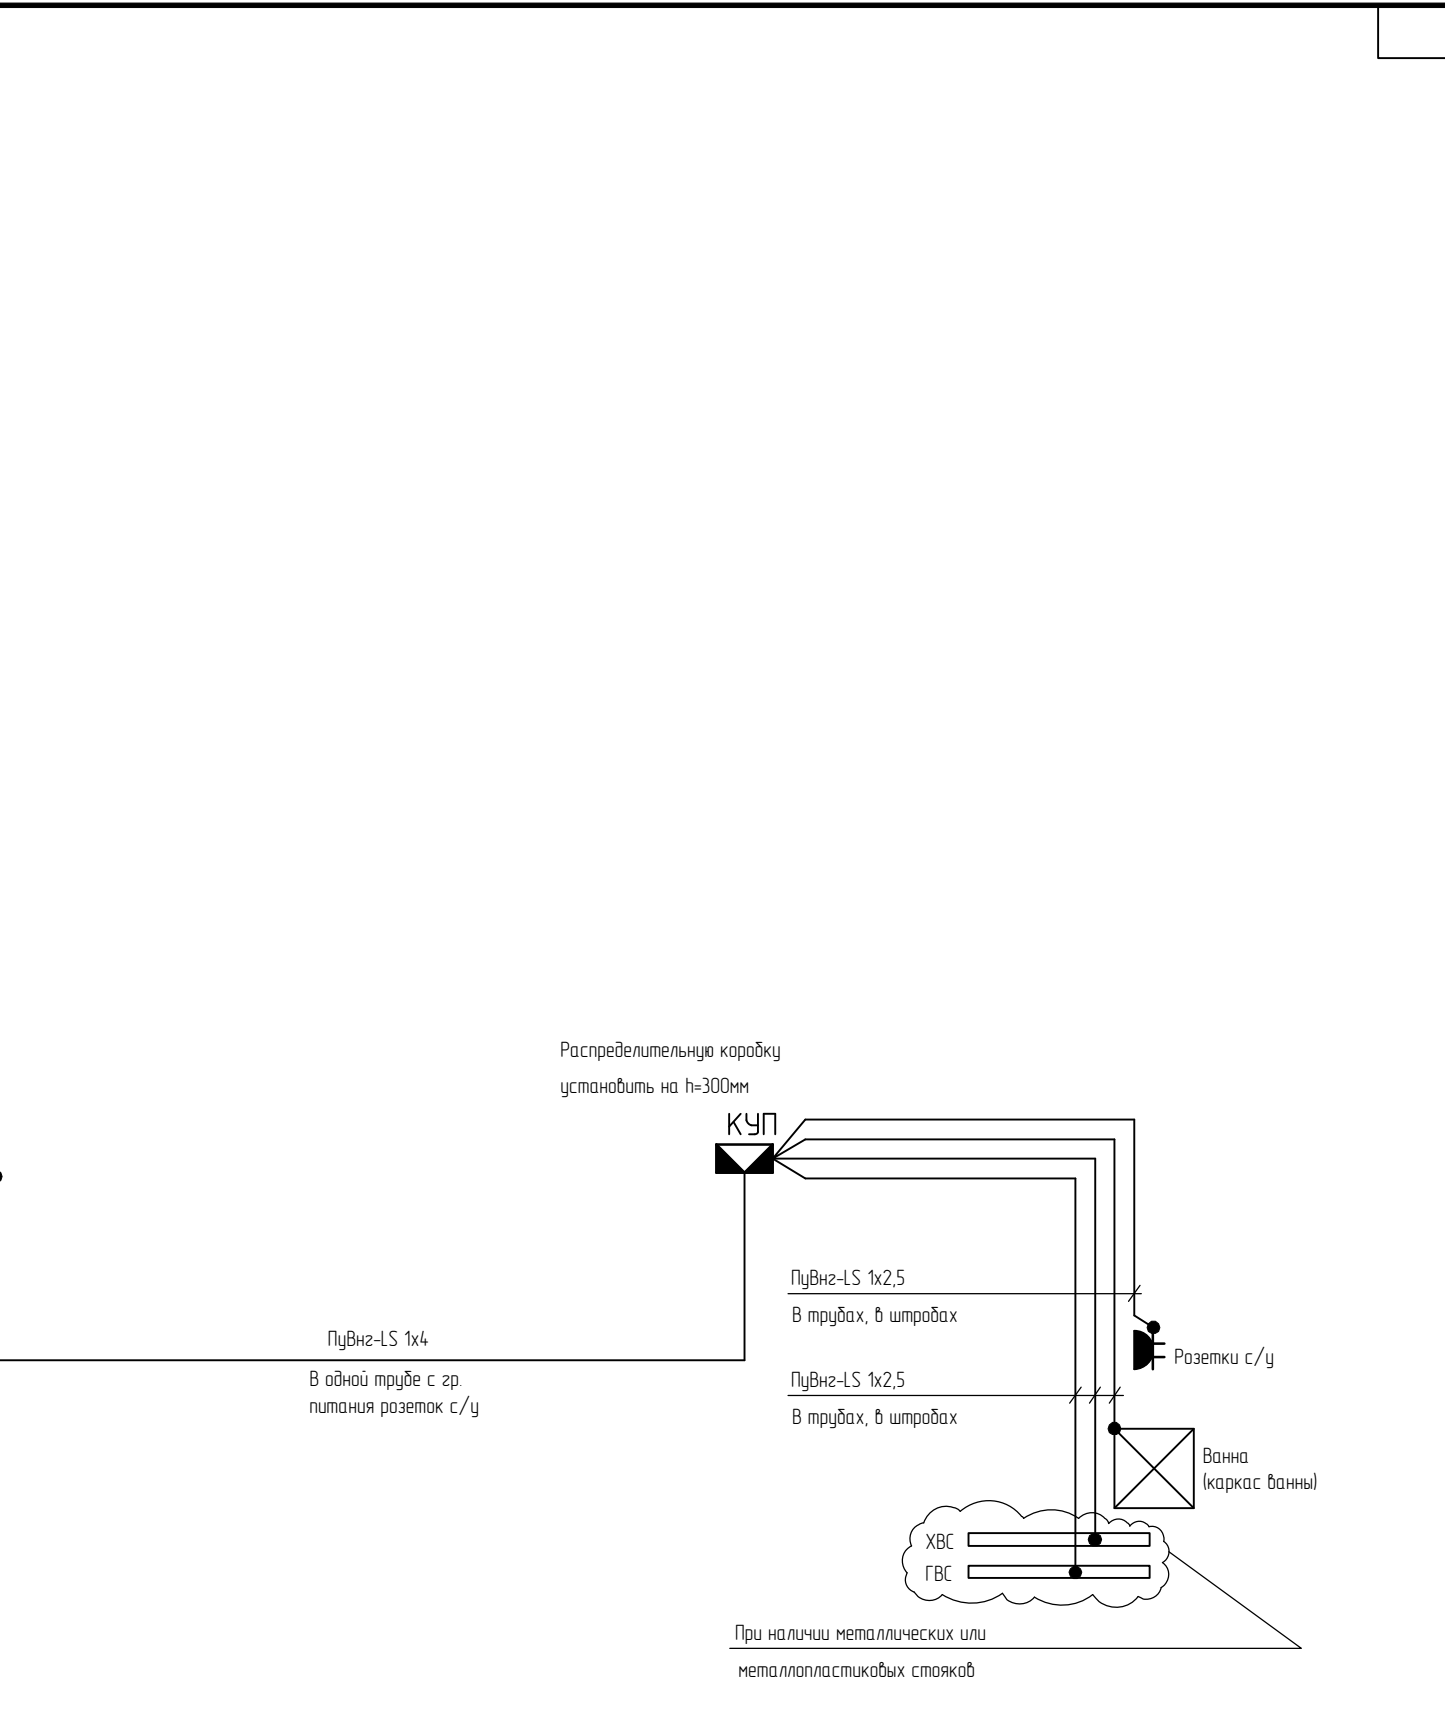 Распределительную коробку
установить на h=300мм
КУП
ПуВнг-LS 1х2,5
В трубах, в штробах
ПуВнг-LS 1х4
В одной трубе с гр.
питания розеток с/у
Розетки с/у
ПуВнг-LS 1х2,5
В трубах, в штробах
Ванна
(каркас ванны)
ХВС
ГВС
При наличии металлических или
металлопластиковых стояков